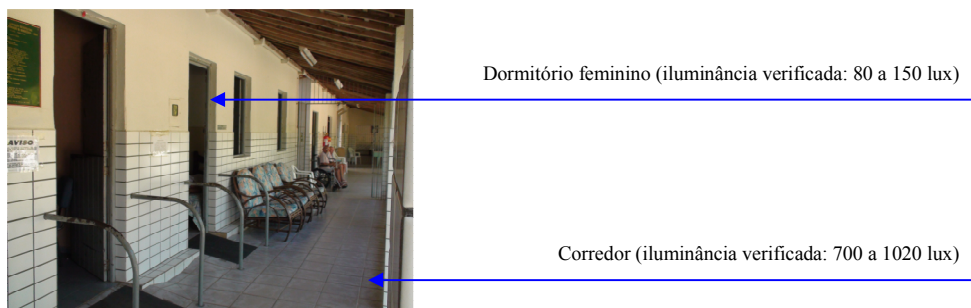 Dormitório feminino (iluminância verificada: 80 a 150 lux)
AVISO
Corredor (iluminância verificada: 700 a 1020 lux)